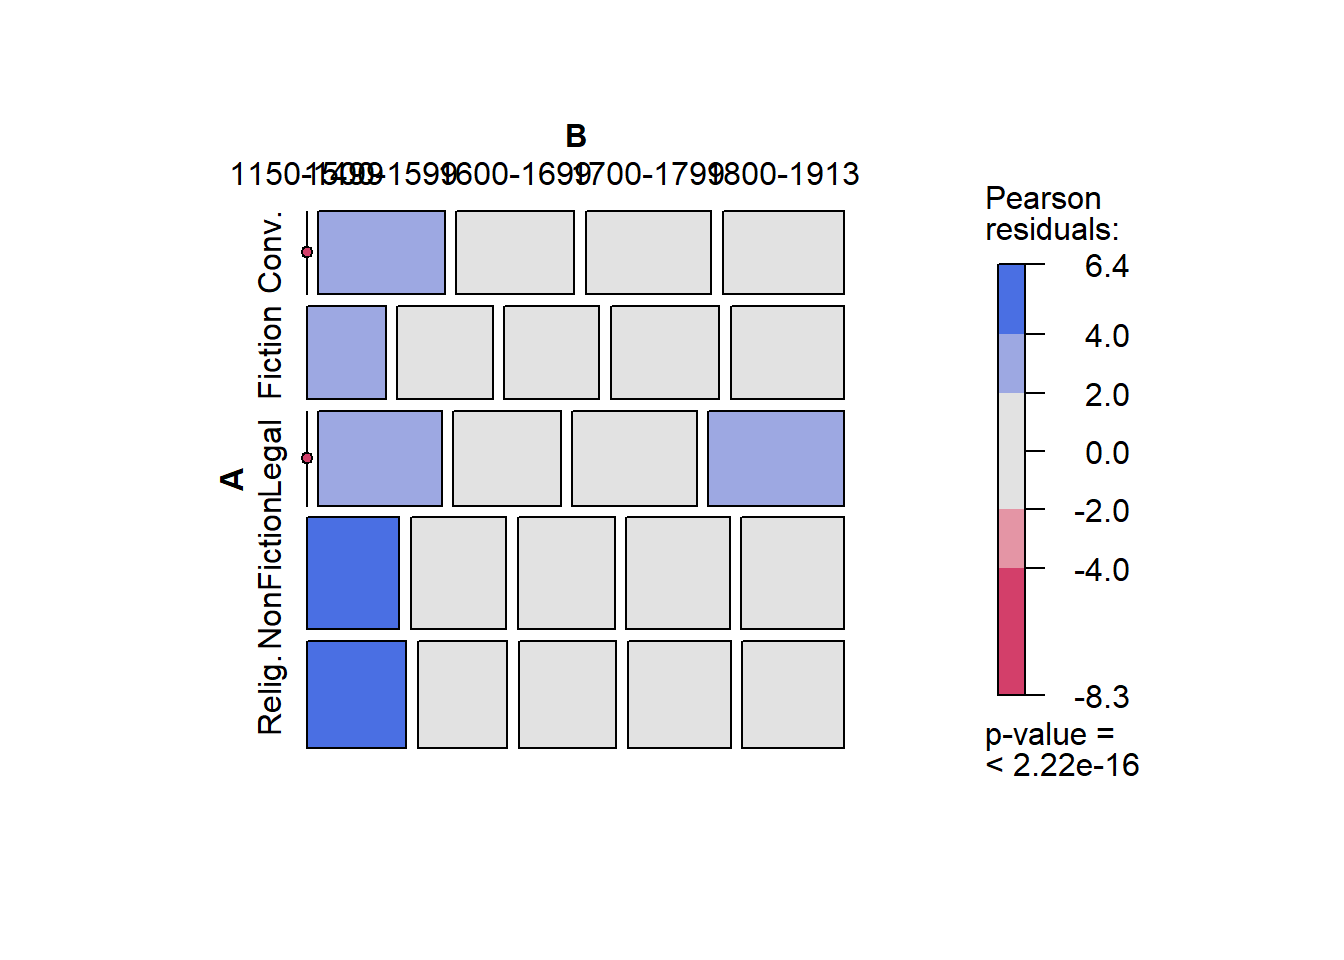 B
1150-1499 1500-1599 1600-1699 1700-1799 1800-1913
A
Conv.
Fiction
Legal
NonFiction
Relig.
Pearson
residuals:
6.4
4.0
2.0
0.0
-2.0
-4.0
-8.3
p-value =
< 2.22e-16